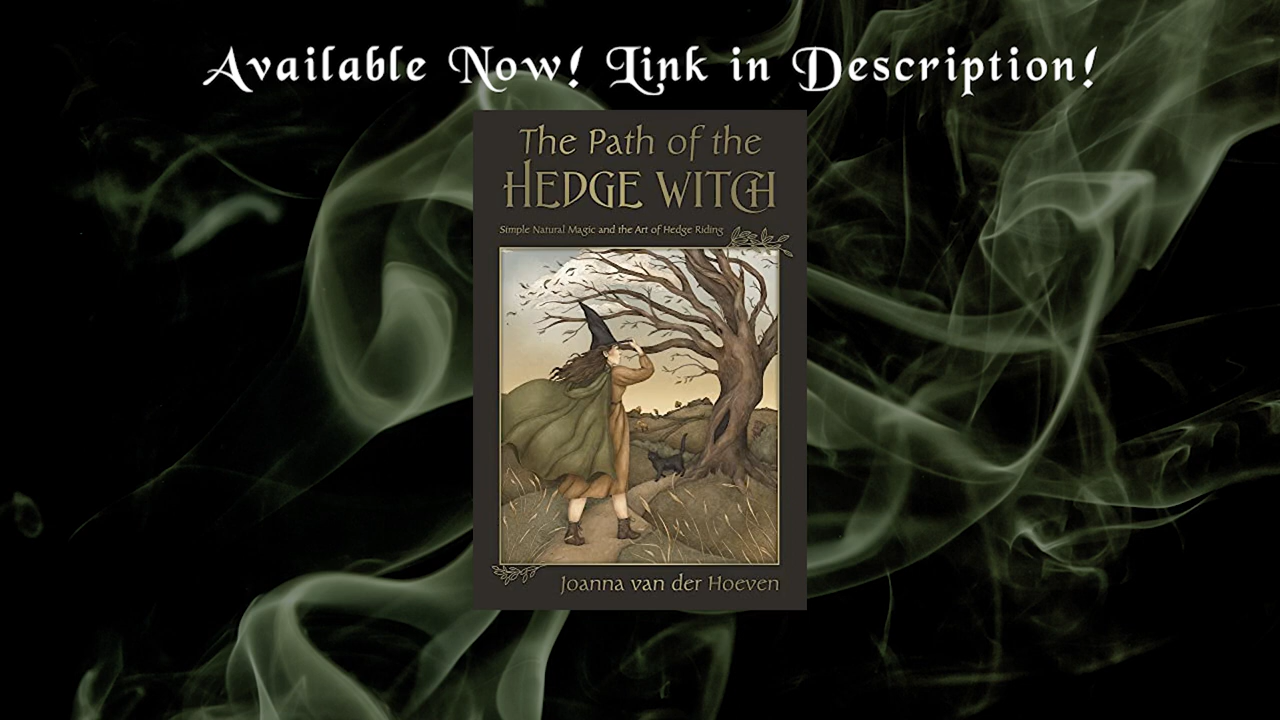 Available Now! Link in Description!
The Path of the
HEDGE WITCH
Simple Natural Magic and the Art of Hedge Riding
Joanna van der Hoeven